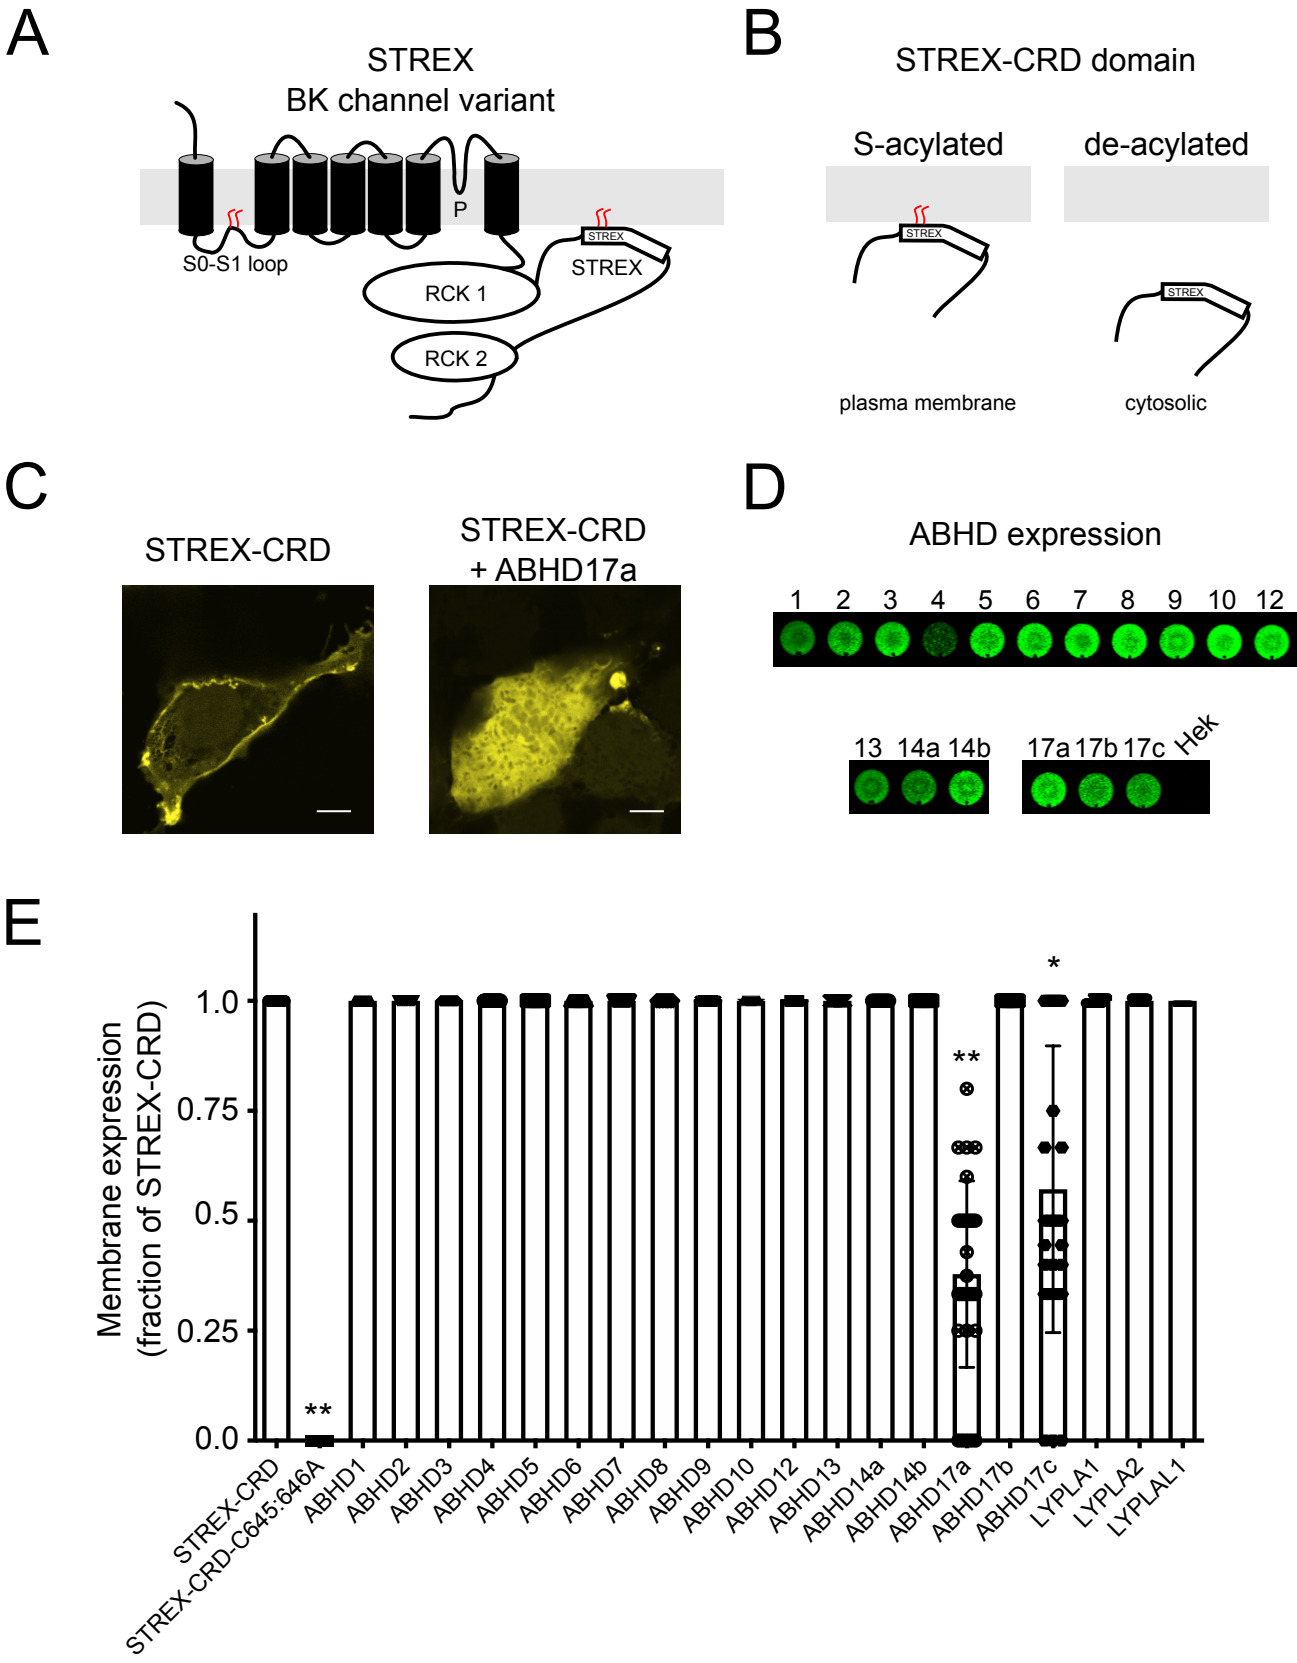 A
STREX
BK channel variant
P
S0-S1 loop
STREX
STREX
RCK 1
RCK 2
B
STREX-CRD domain
S-acylated
de-acylated
STREX
STREX
plasma membrane
cytosolic
C
STREX-CRD
STREX-CRD
+ ABHD17a
D
ABHD expression
1 2 3 4 5 6 7 8 9 10 12
13 14a 14b
17a 17b 17c Hek
E
Membrane expression
(fraction of STREX-CRD)
1.0
0.75
0.5
0.25
0.0
**
**
*
STREX-CRD
STREX-CRD-C645:646A
ABHD1
ABHD2
ABHD3
ABHD4
ABHD5
ABHD6
ABHD7
ABHD8
ABHD9
ABHD10
ABHD12
ABHD13
ABHD14a
ABHD14b
ABHD17a
ABHD17b
ABHD17c
LYPLA1
LYPLA2
LYPLAL1